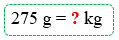 275 g = ? kg